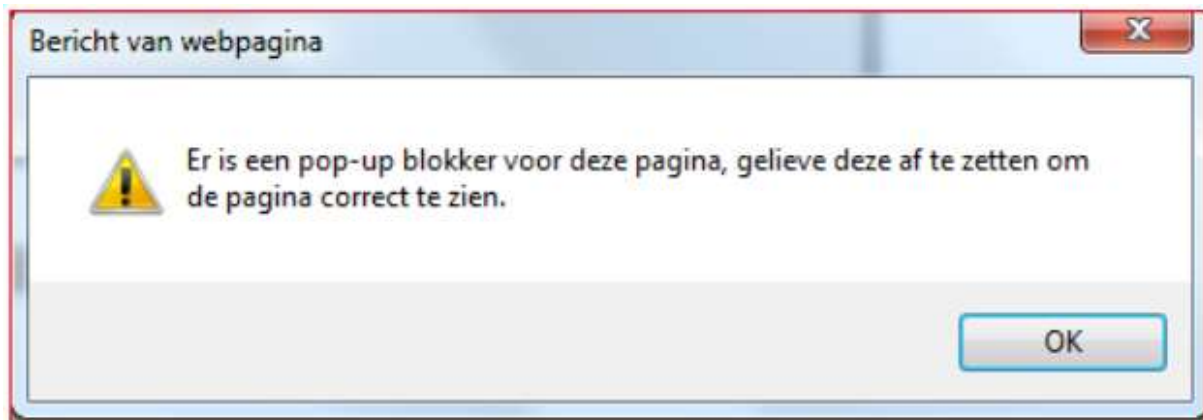 Bericht van webpagina
Er is een pop-up blokker voor deze pagina, gelieve deze af te zetten om
de pagina correct te zien.
OK